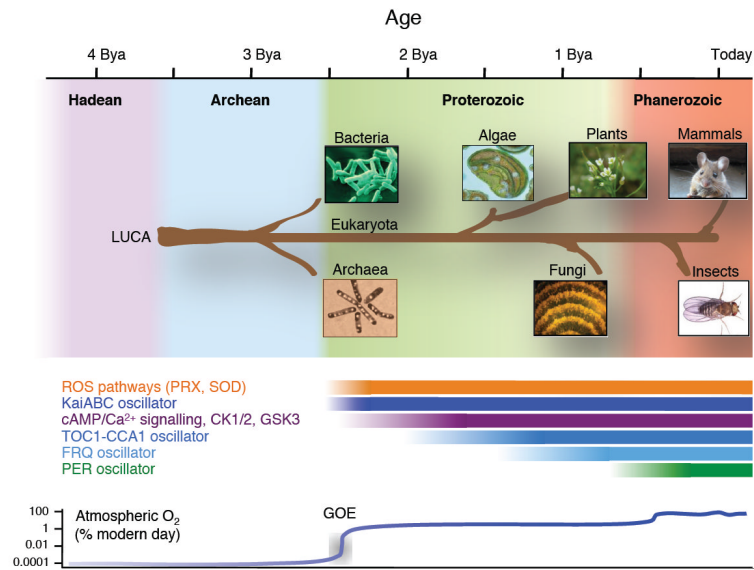 Age
4 Bya 3 Bya 2 Bya 1 Bya Today
Hadean Archean Proterozoic Phanerozoic
Bacteria Algae Plants Mammals
LUCA Eukaryota
Archaea Fungi Insects
ROS pathways (PRX, SOD)
KaiABC oscillator
cAMP/Ca²⁺ signalling, CK1/2, GSK3
TOC1-CCA1 oscillator
FRQ oscillator
PER oscillator
GOE
Atmospheric O₂
(% modern day)
100
1
0.01
0.0001